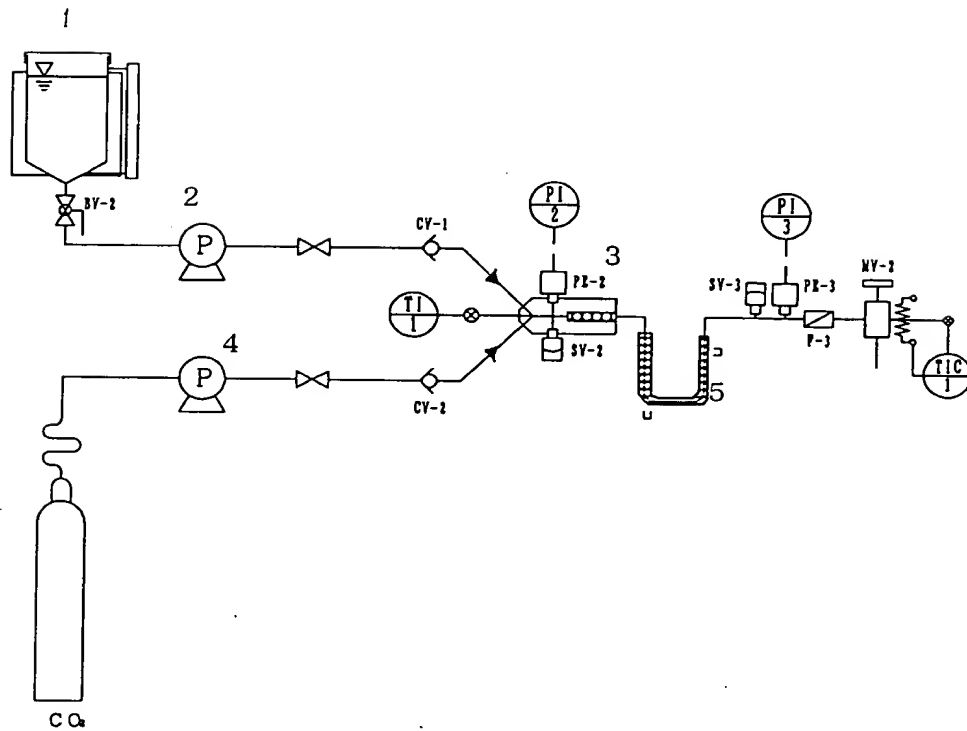 1
BV-2
2
P
CV-1
PI
2
PE-2
3
TI
1
SV-2
4
P
CV-2
5
PI
3
SV-3
PE-3
MV-2
F-3
TIC
1
CO₂